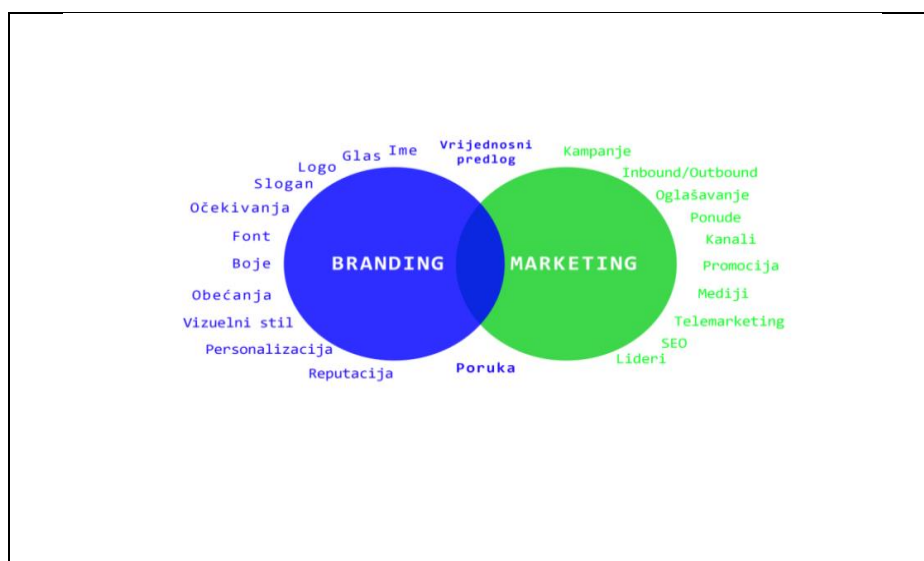 Vrijednosni
predlog
Ime
Glas
Logo
Slogan
Očekivanja
Font
Boje
Obećanja
Vizuelni stil
Personalizacija
Reputacija
BRANDING
MARKETING
Poruka
Kampanje
Inbound/Outbound
Oglašavanje
Ponude
Kanali
Promocija
Mediji
Telemarketing
SEO
Lideri